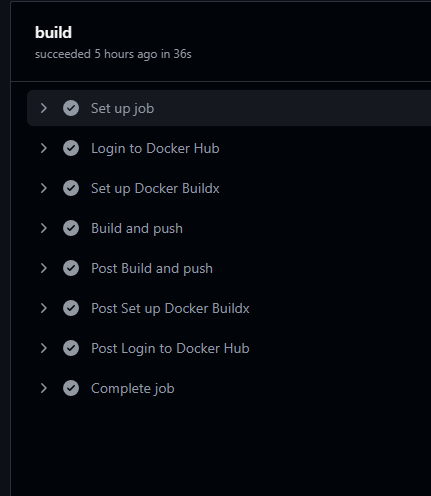 build
succeeded 5 hours ago in 36s
Set up job
Login to Docker Hub
Set up Docker Buildx
Build and push
Post Build and push
Post Set up Docker Buildx
Post Login to Docker Hub
Complete job